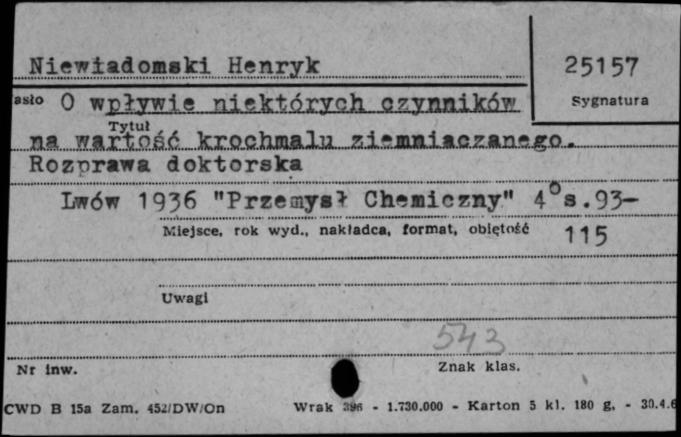 Niewiadomski Henryk 25157
asło O wpływie niektórych czynników Sygnatura
Tytuł
na wartość krochmalu ziemniaczanego.
Rozprawa doktorska
Lwów 1936 "Przemysł Chemiczny" 4° s.93-
Miejsce, rok wyd., nakładca, format, objętość 115
Uwagi
543
Nr inw. Znak klas.
CWD B 15a Zam. 452/DW/On Wrak 396 - 1.730.000 - Karton 5 kl. 180 g. - 30.4.6